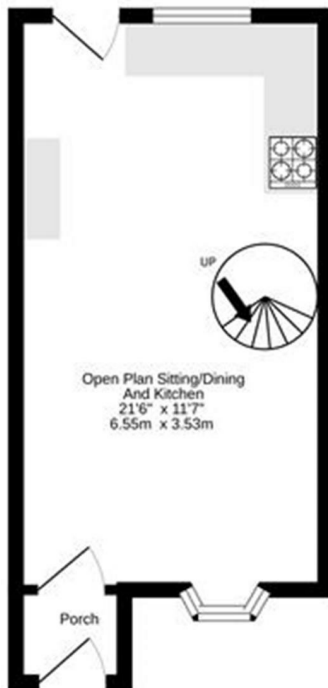 UP
Open Plan Sitting/Dining
And Kitchen
21'6" x 11'7"
6.55m x 3.53m
Porch